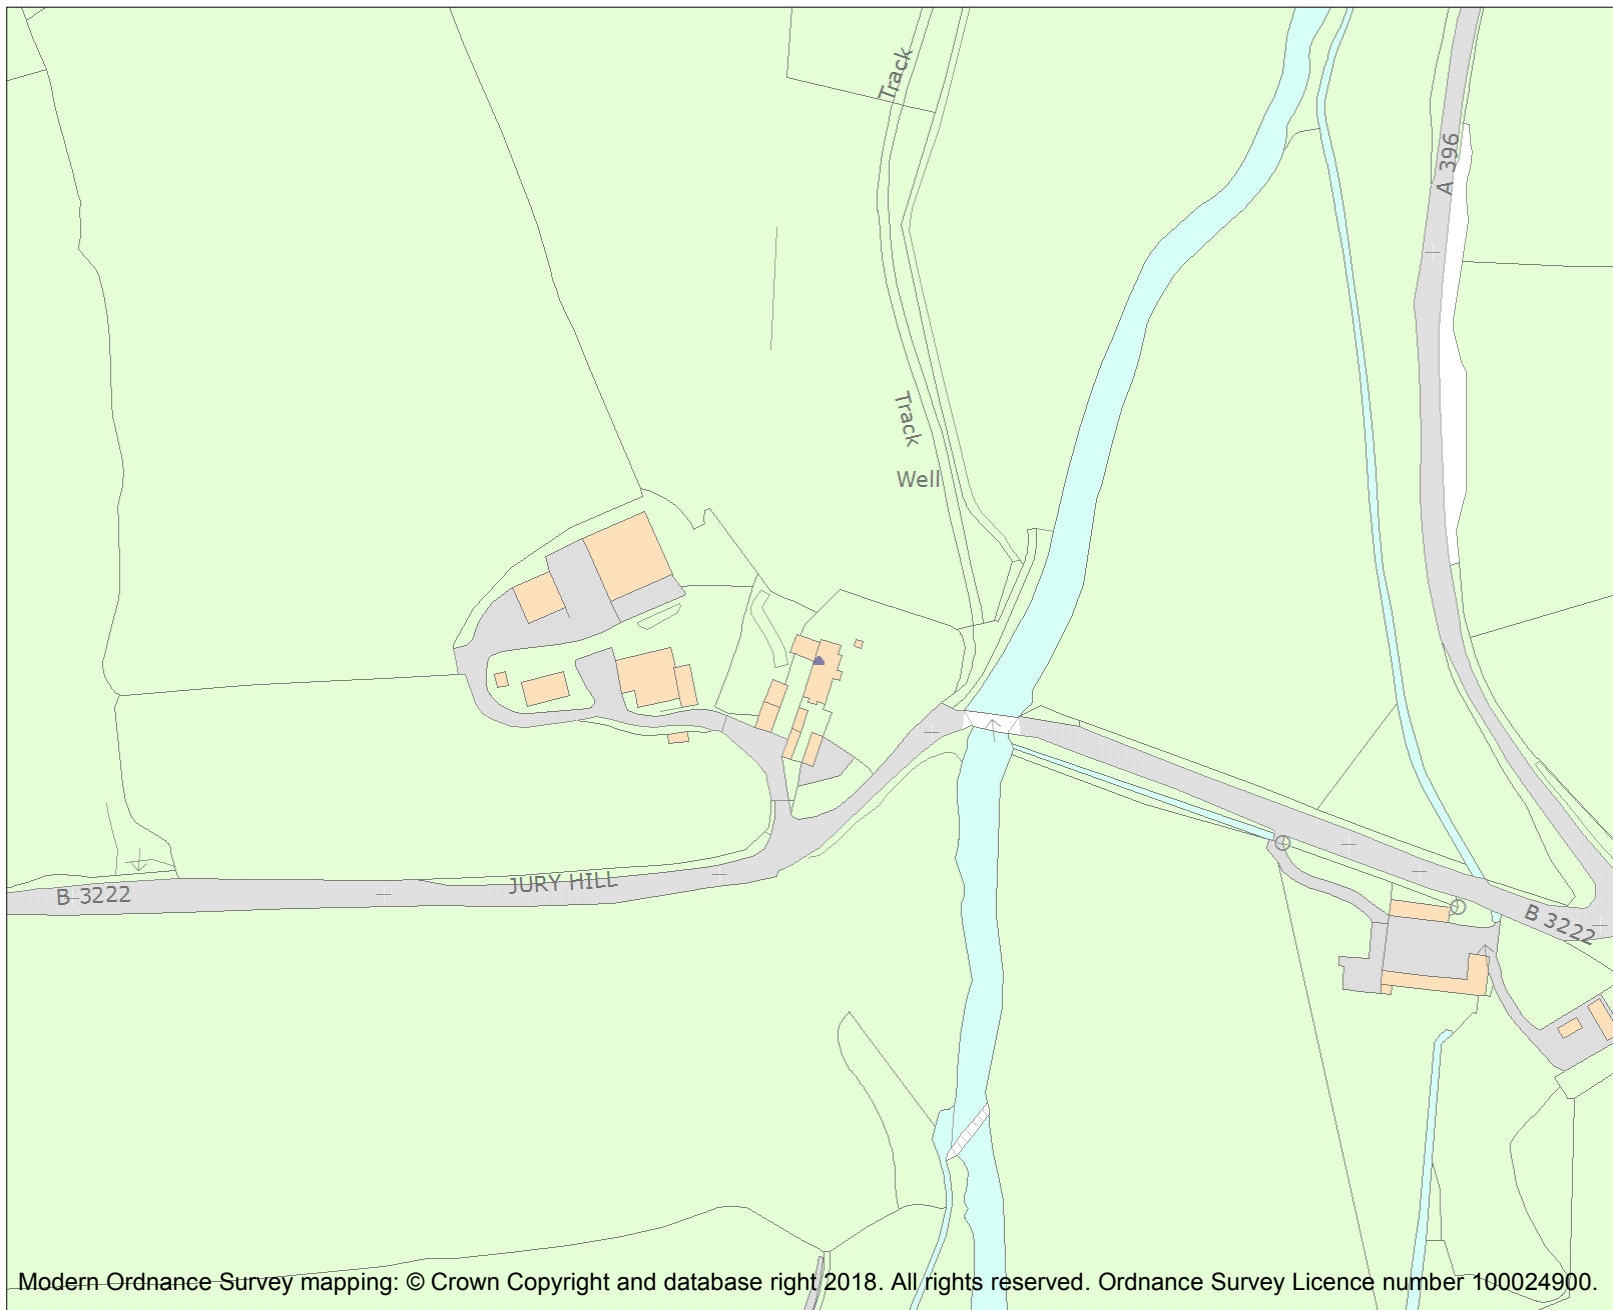 Track
A 396
Track
Well
B 3222
JURY HILL
B 3222
Modern Ordnance Survey mapping: © Crown Copyright and database right 2018. All rights reserved. Ordnance Survey Licence number 100024900.